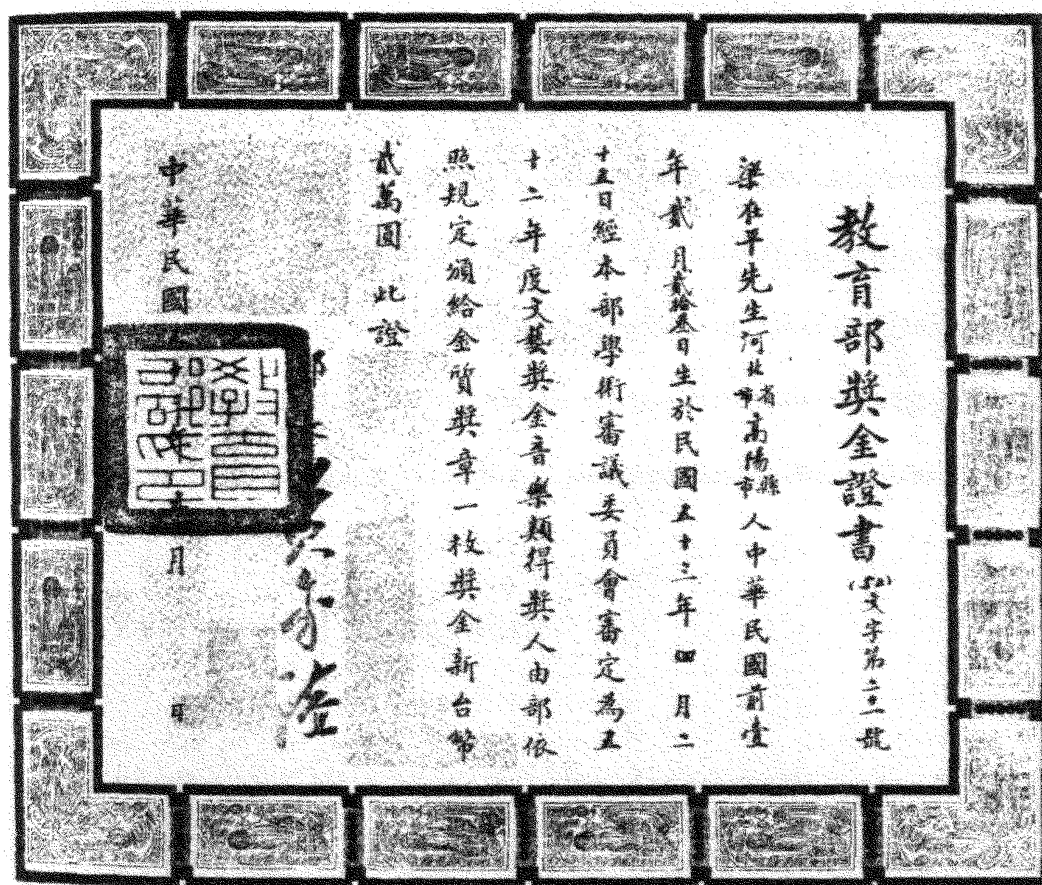 教育部獎金證書(52)文字第二十一號
梁在平先生河北省市高陽縣市人中華民國前壹
年貳月貳拾叁日生於民國五十三年四月二
十五日經本部學術審議委員會審定為五
十二年度文藝獎金音樂類得獎人由部依
照規定頒給金質獎章一枚獎金新台幣
貳萬圓 此證
部
中華民國 月 日